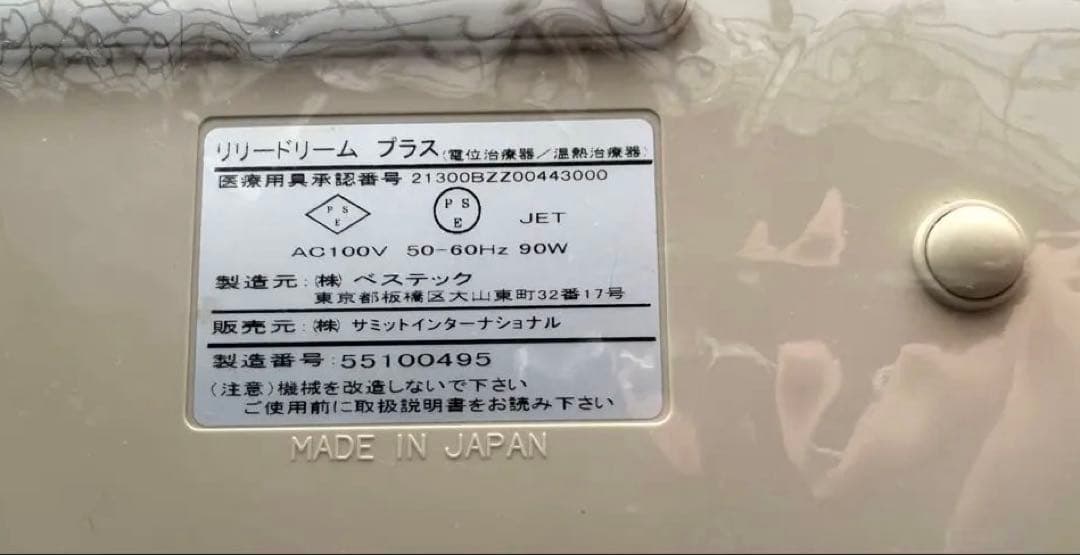 リリードリーム プラス(電位治療器/温熱治療器)
医療用具承認番号 21300BZZ00443000
PSE PSE JET
AC100V 50-60Hz 90W
製造元:㈱ ベステック
東京都板橋区大山東町32番17号
販売元:㈱ サミットインターナショナル
製造番号:55100495
(注意)機械を改造しないで下さい
ご使用前に取扱説明書をお読み下さい
MADE IN JAPAN